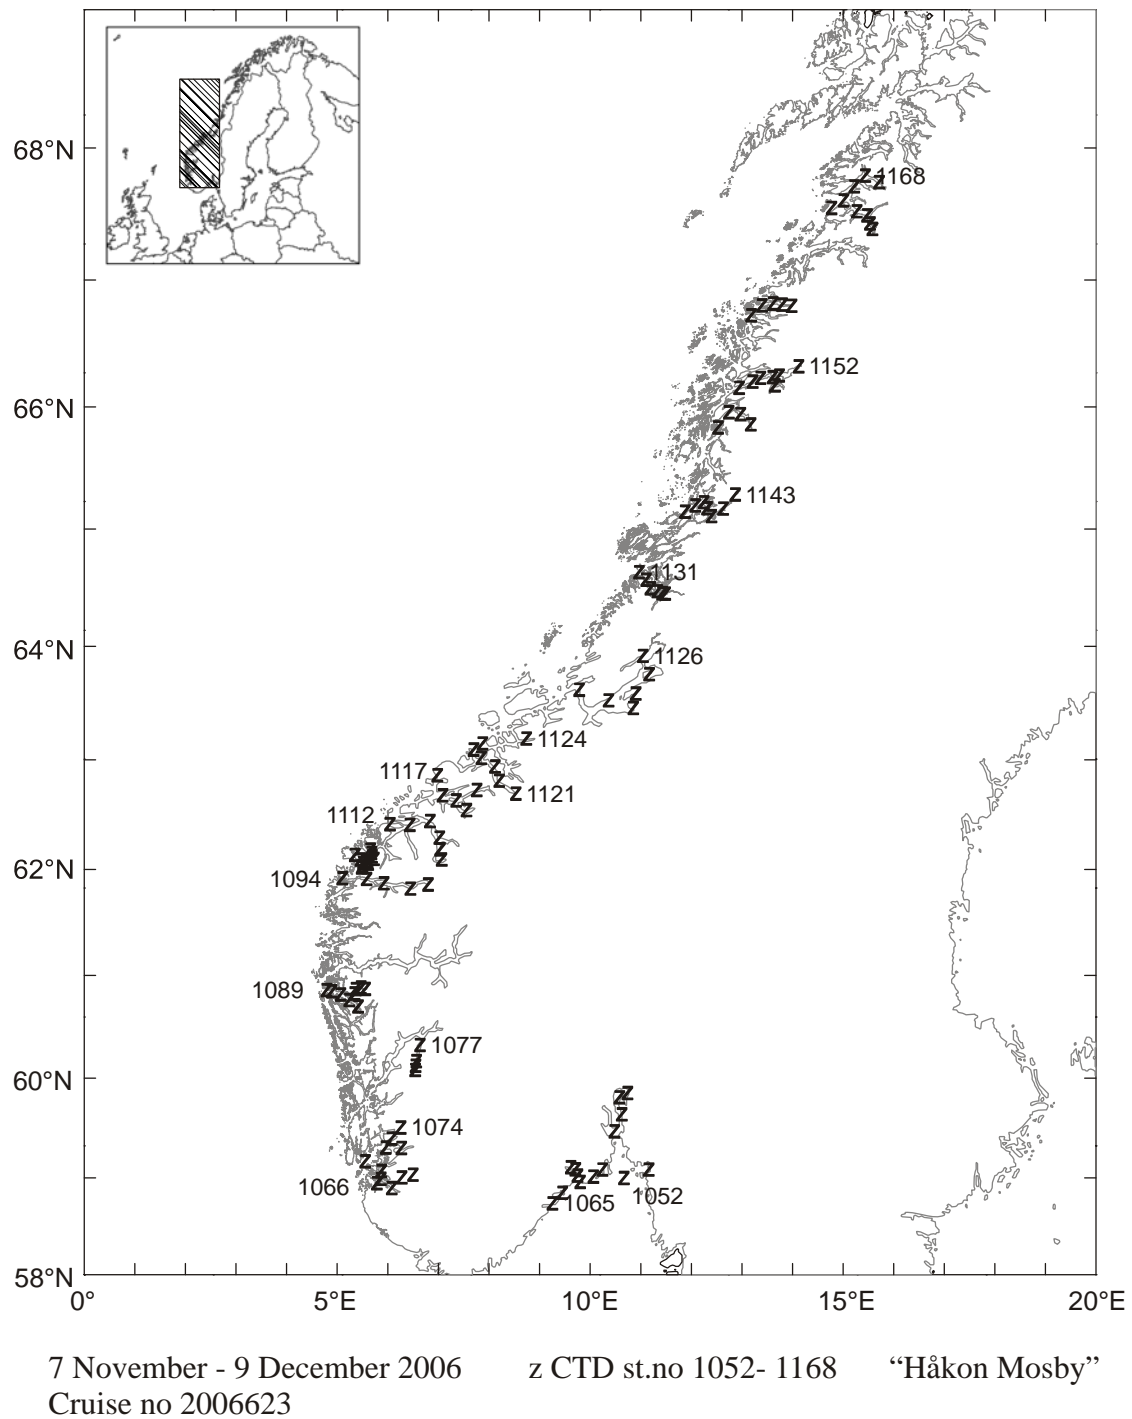 68°N
1168
1152
66°N
1143
1131
64°N
1126
1124
1117
1121
1112
62°N
1094
1089
1077
60°N
1074
1066
1065
1052
58°N
0° 5°E 10°E 15°E 20°E
7 November - 9 December 2006 z CTD st.no 1052- 1168 “Håkon Mosby”
Cruise no 2006623